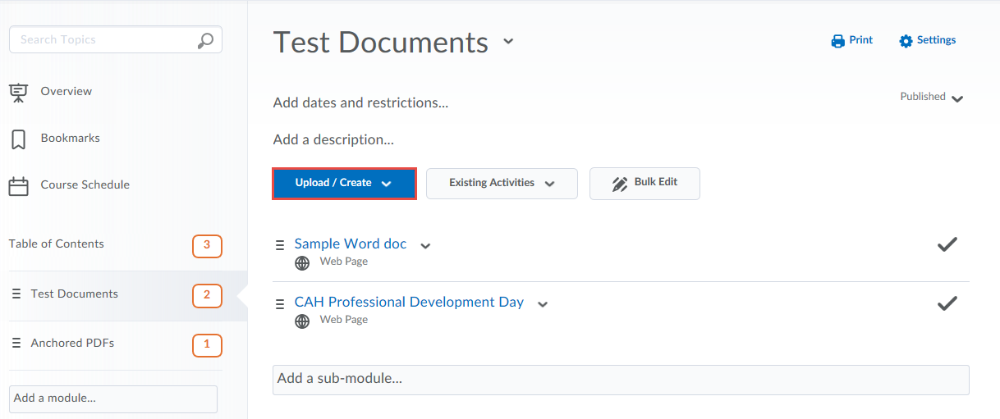 Search Topics
Overview
Bookmarks
Course Schedule
Table of Contents 3
Test Documents 2
Anchored PDFs 1
Add a module...
Test Documents
Print Settings
Add dates and restrictions...
Published
Add a description...
Upload / Create Existing Activities Bulk Edit
Sample Word doc
Web Page
CAH Professional Development Day
Web Page
Add a sub-module...